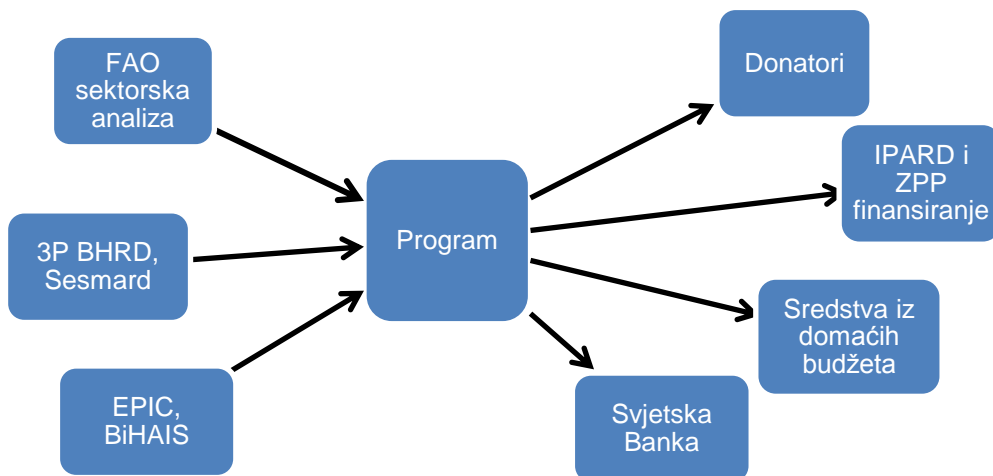 FAO
sektorska
analiza
3P BHRD,
Sesmard
EPIC,
BiHAIS
Program
Donatori
IPARD i
ZPP
finansiranje
Sredstva iz
domaćih
budžeta
Svjetska
Banka